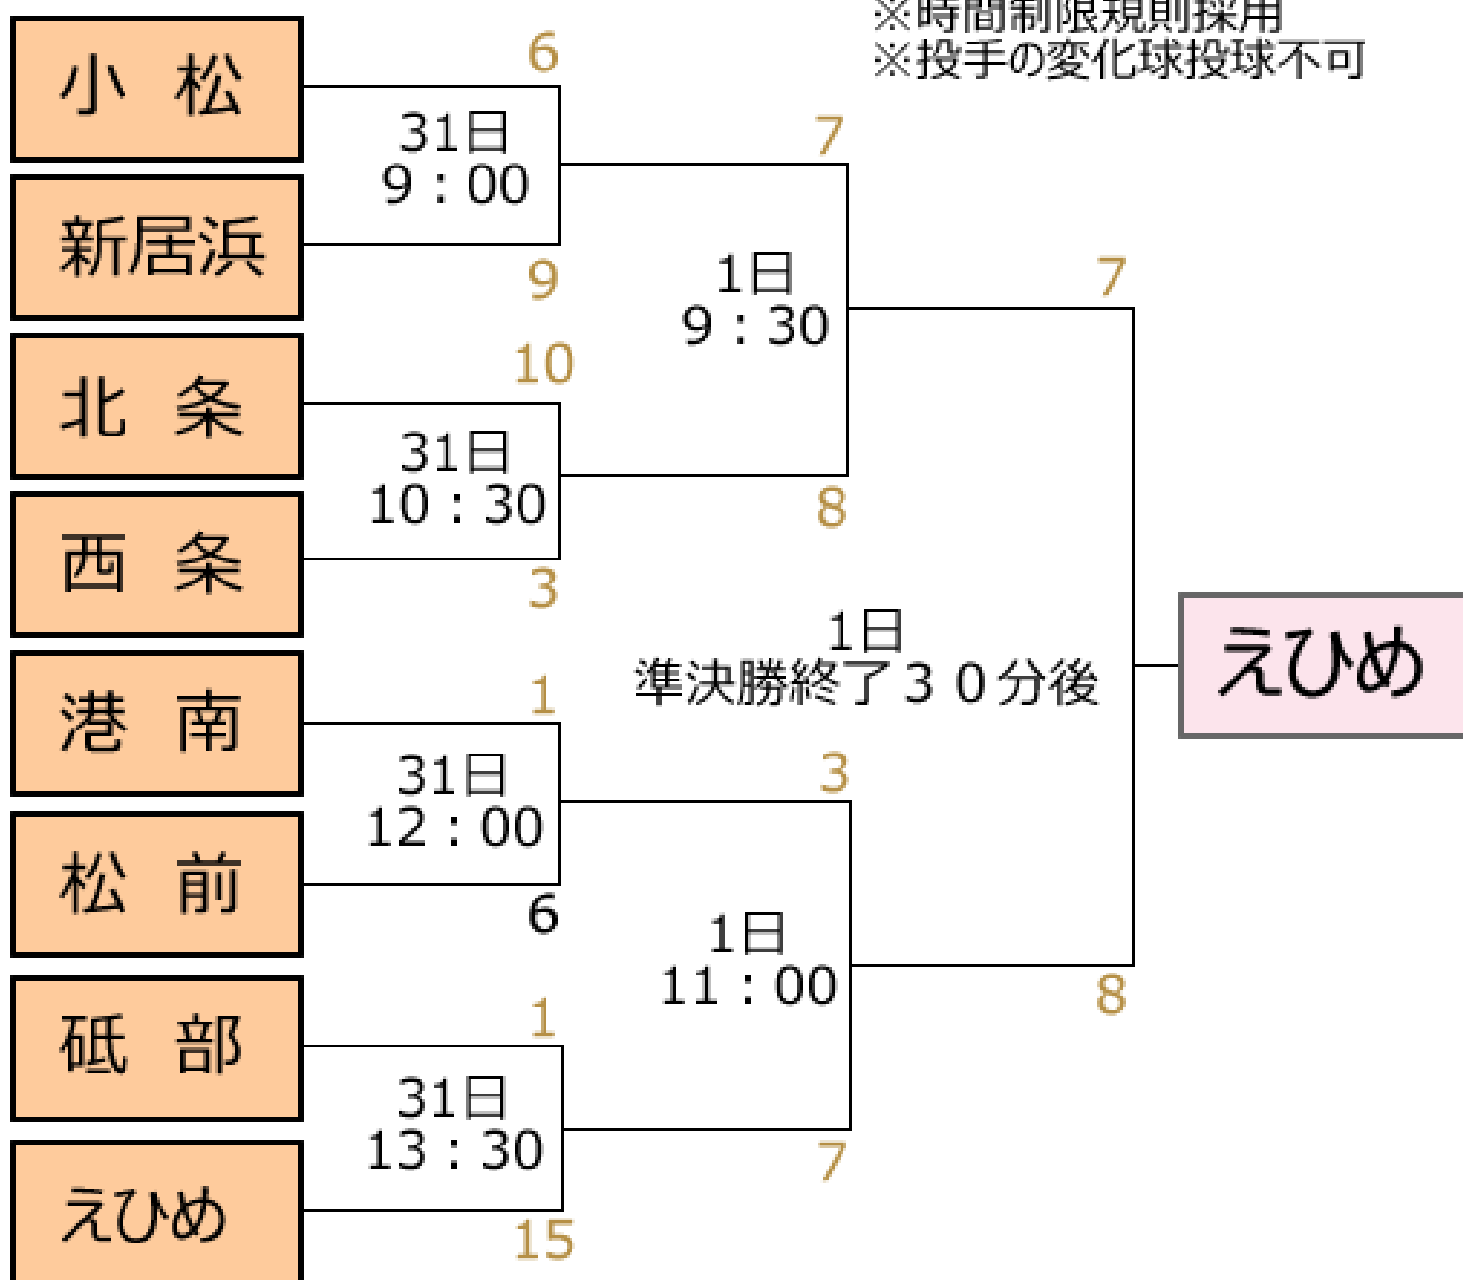 ※時間制限規則採用
※投手の変化球投球不可
6
小 松
31日
9：00
7
新居浜
9
1日
9：30
7
10
北 条
31日
10：30
8
西 条
3
1日
準決勝終了３０分後
えひめ
1
港 南
31日
12：00
3
松 前
6
1日
11：00
8
1
砥 部
31日
13：30
7
えひめ
15